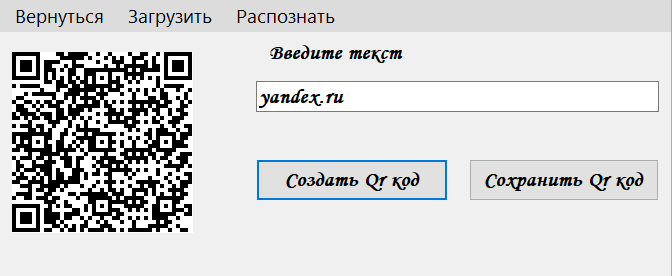 Вернуться Загрузить Распознать
Введите текст
yandex.ru
Создать Qr код Сохранить Qr код